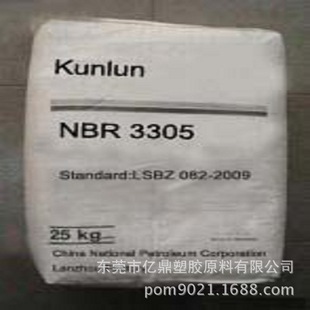 Kunlun
NBR 3305
Standard:LSBZ 082-2009
25 kg
China National Petroleum Corporation
Lanzhou
东莞市亿鼎塑胶原料有限公司
pom9021.1688.com